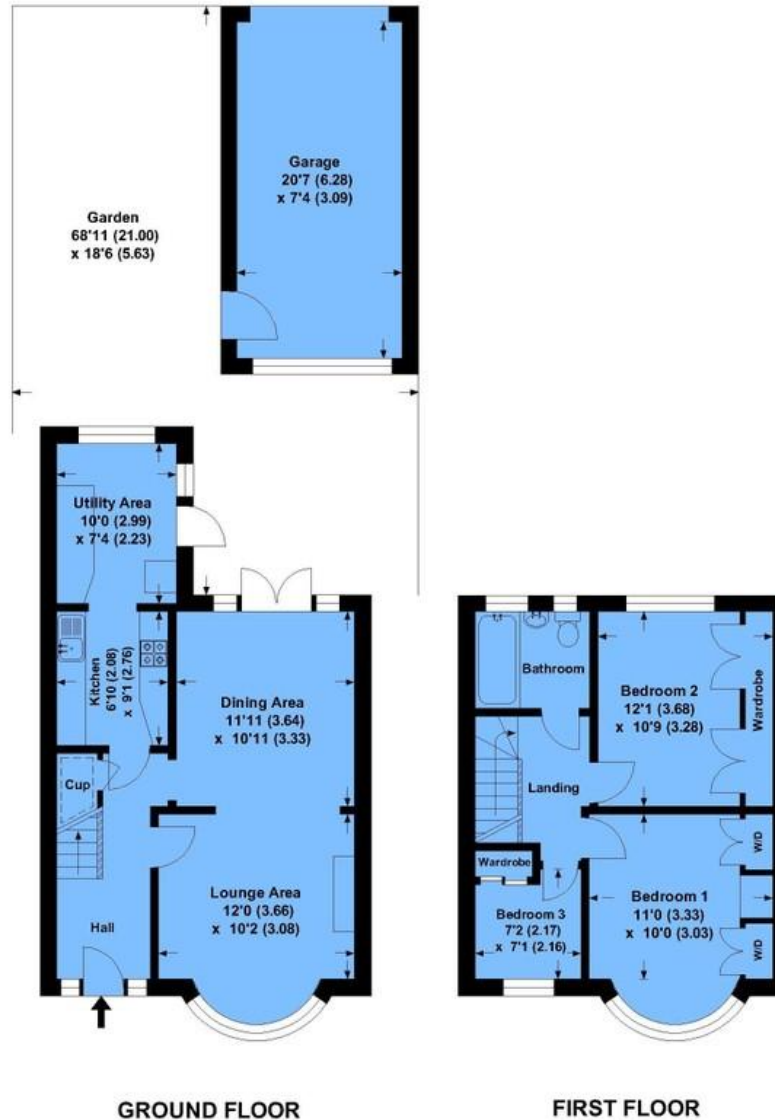 Garage
20'7 (6.28)
x 7'4 (3.09)
Garden
68'11 (21.00)
x 18'6 (5.63)
Utility Area
10'0 (2.99)
x 7'4 (2.23)
Kitchen
6'10 (2.08)
x 9'1 (2.76)
Dining Area
11'11 (3.64)
x 10'11 (3.33)
Cup
Lounge Area
12'0 (3.66)
x 10'2 (3.08)
Hall
GROUND FLOOR
Bathroom
Bedroom 2
12'1 (3.68)
x 10'9 (3.28)
Wardrobe
Landing
Wardrobe
Bedroom 3
7'2 (2.17)
x 7'1 (2.16)
Bedroom 1
11'0 (3.33)
x 10'0 (3.03)
W/D
W/D
FIRST FLOOR